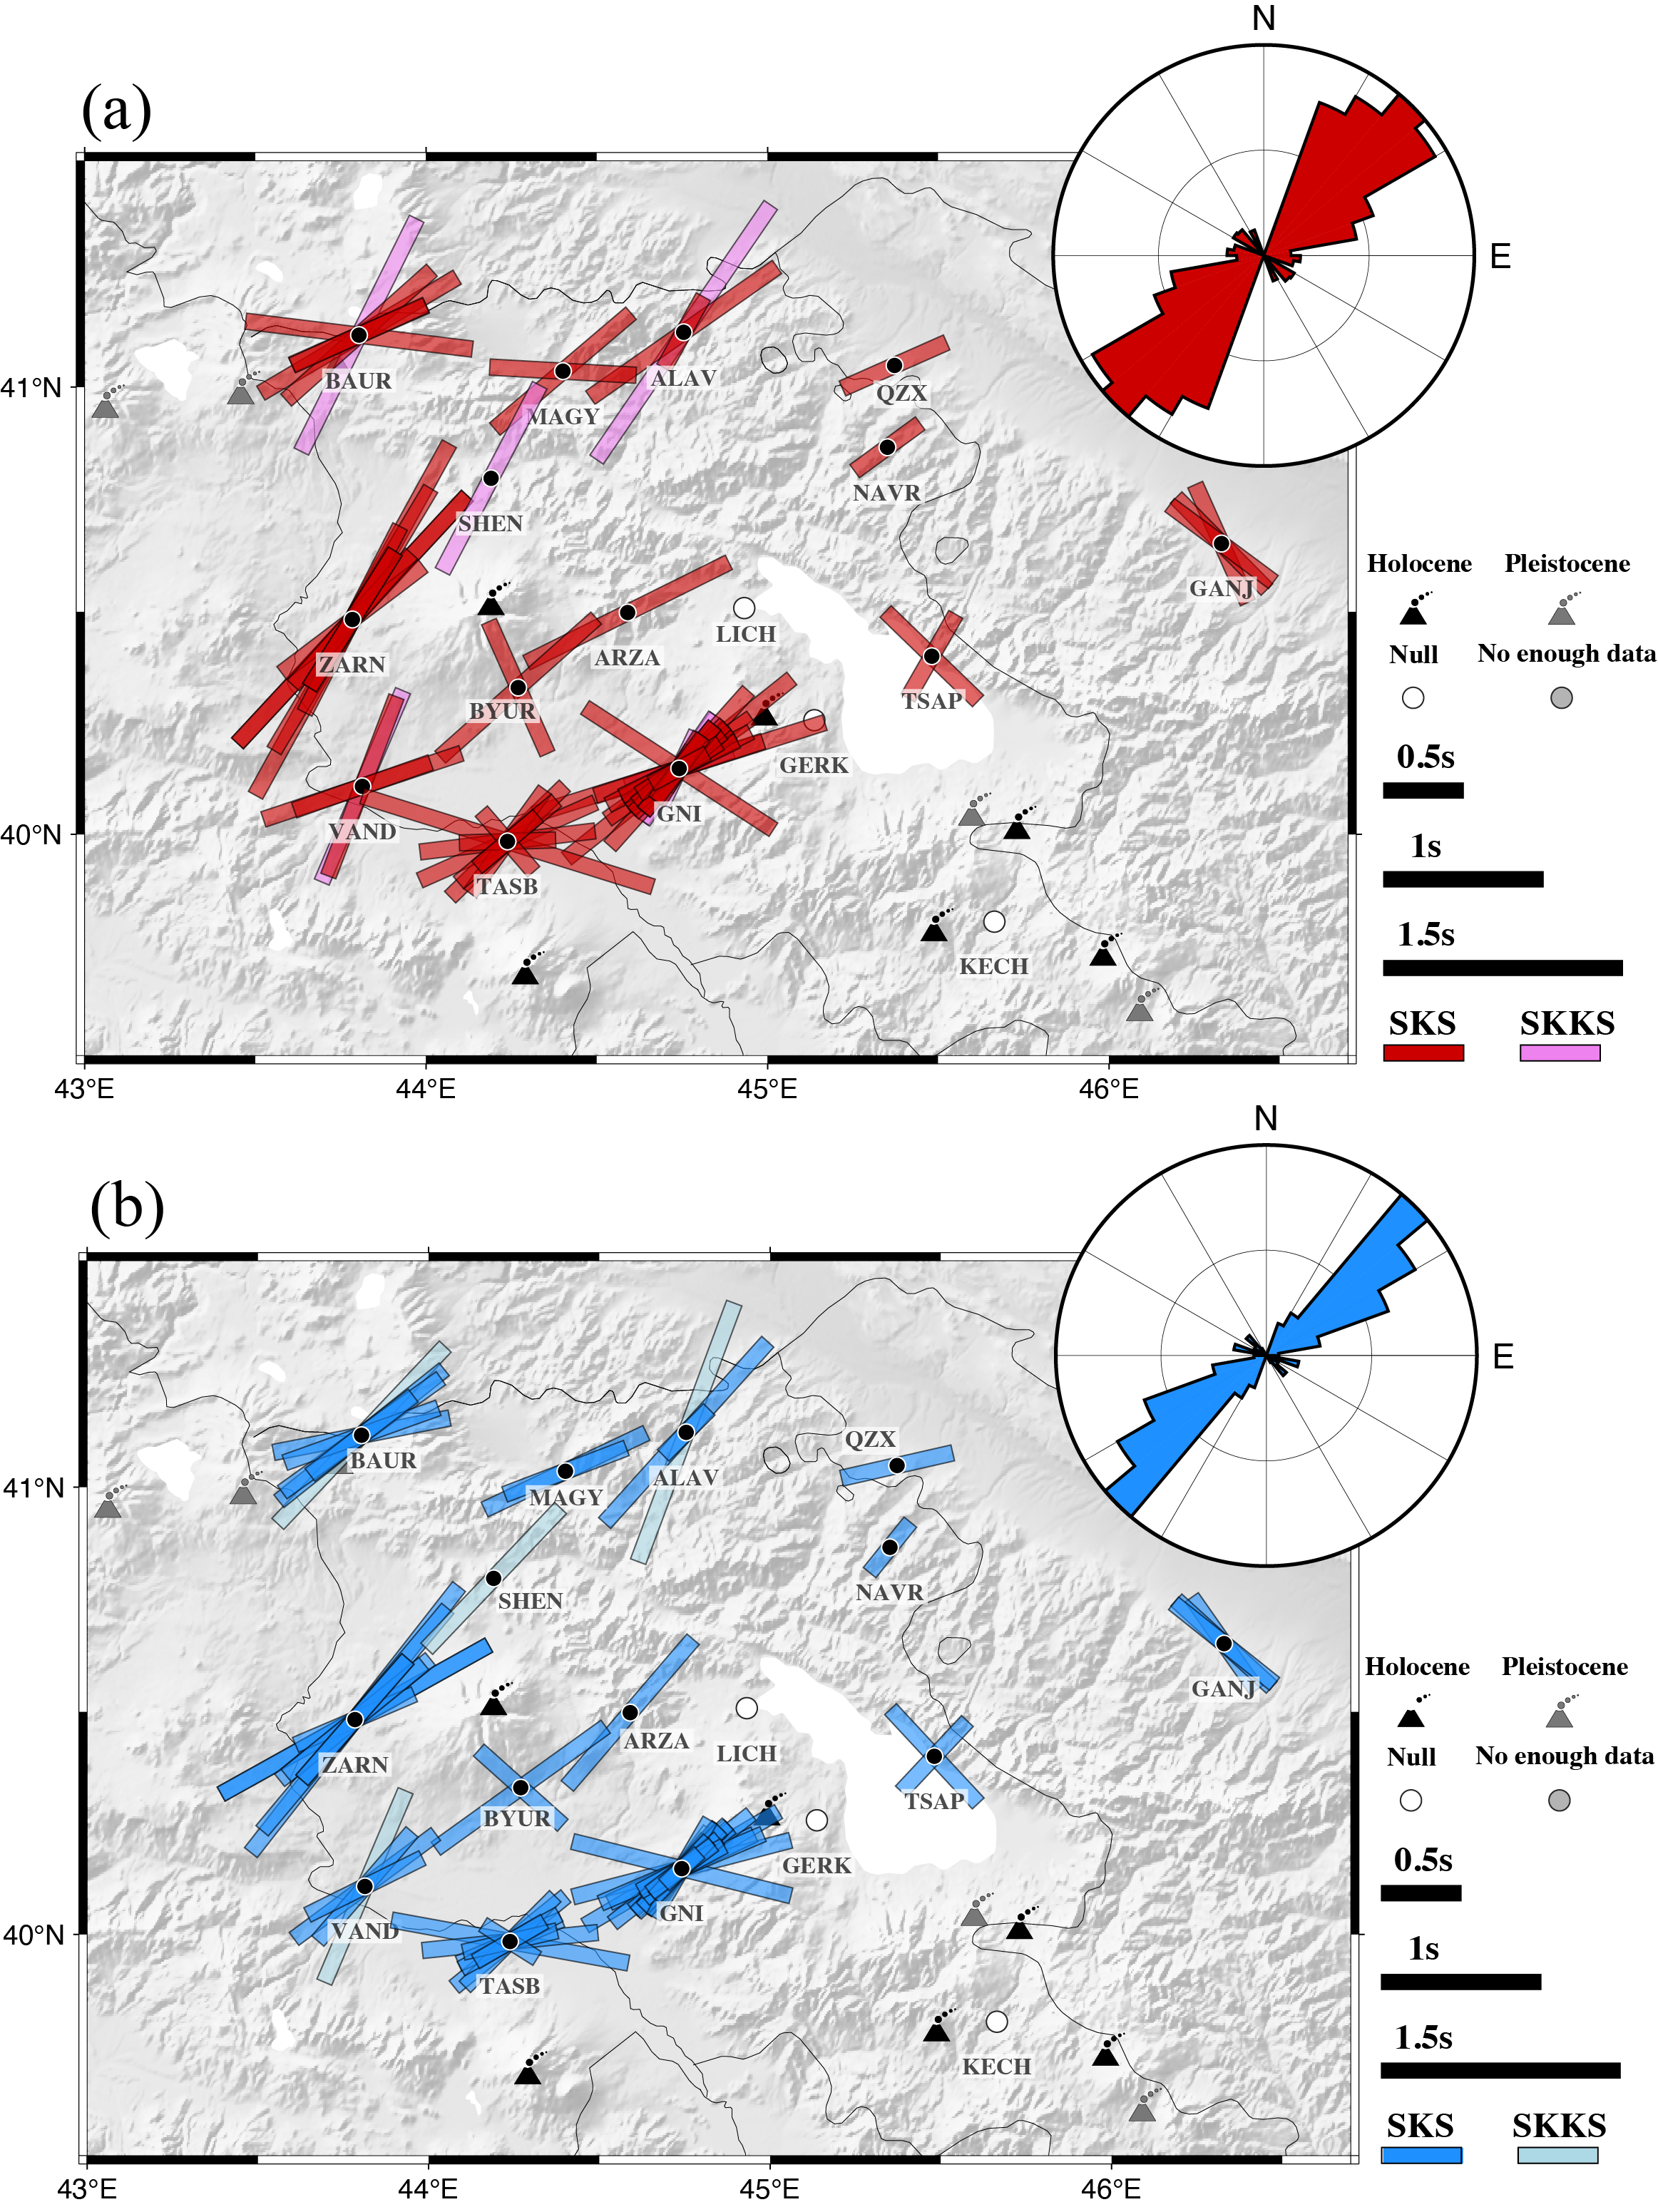 N
(a)
E
BAUR
ALAV
41°N
QZX
MAGY
NAVR
SHEN
Holocene Pleistocene
GANJ
LICH
Null No enough data
ARZA
ZARN
TSAP
BYUR
0.5s
GERK
GNI
VAND
40°N
1s
TASB
1.5s
KECH
SKS SKKS
43°E 44°E 45°E 46°E
N
(b)
E
QZX
BAUR
ALAV
41°N
MAGY
NAVR
SHEN
Holocene Pleistocene
GANJ
ARZA
LICH
Null No enough data
ZARN
TSAP
BYUR
0.5s
GERK
GNI
VAND
40°N
1s
TASB
1.5s
KECH
SKS SKKS
43°E 44°E 45°E 46°E